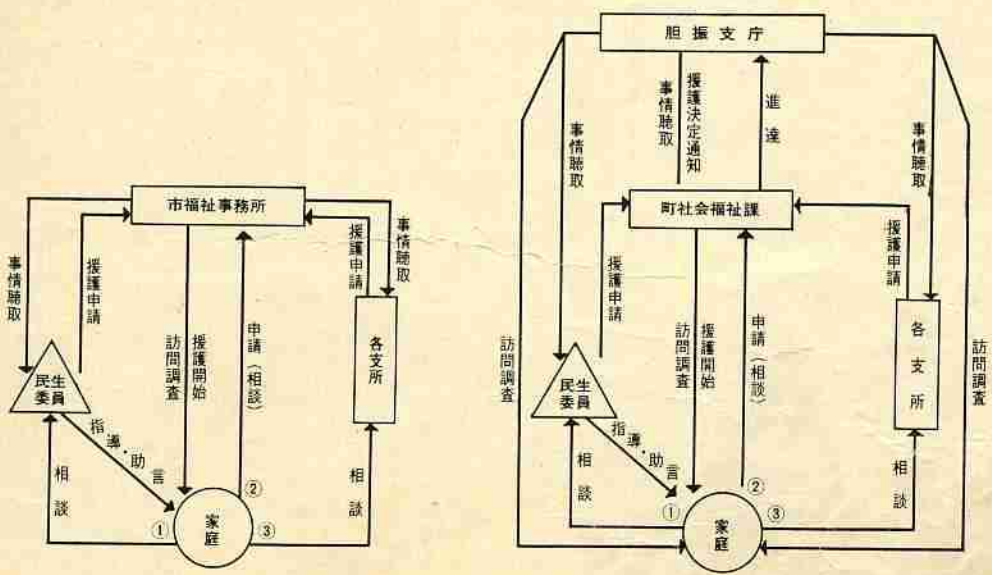 市福祉事務所
事情聴取
援護申請
訪問調査
援護開始
申請(相談)
援護申請
事情聴取
各支所
民生
委員
指導・助言
相談
相談
①
②
③
家庭
胆振支庁
事情聴取
事情聴取
援護決定通知
進達
事情聴取
町社会福祉課
訪問調査
援護申請
訪問調査
援護開始
申請(相談)
援護申請
各支所
訪問調査
民生
委員
指導・助言
相談
相談
①
②
③
家庭